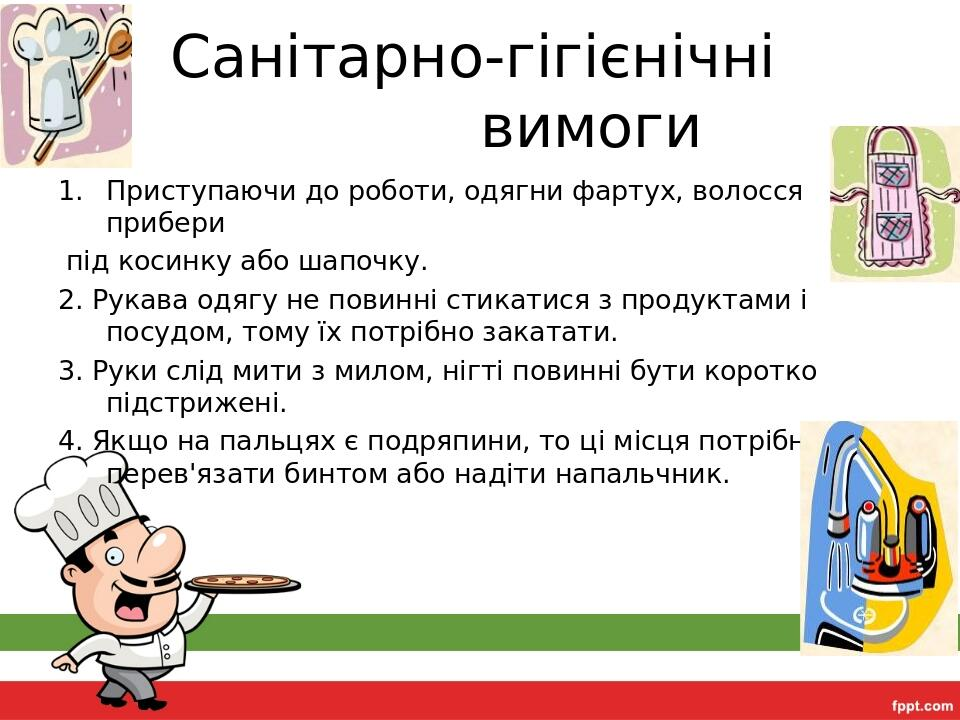 Санітарно-гігієнічні
вимоги
1. Приступаючи до роботи, одягни фартух, волосся
прибери
під косинку або шапочку.
2. Рукава одягу не повинні стикатися з продуктами і
посудом, тому їх потрібно закатати.
3. Руки слід мити з милом, нігті повинні бути коротко
підстрижені.
4. Якщо на пальцях є подряпини, то ці місця потрібн
перев'язати бинтом або надіти напальчник.
fppt.com